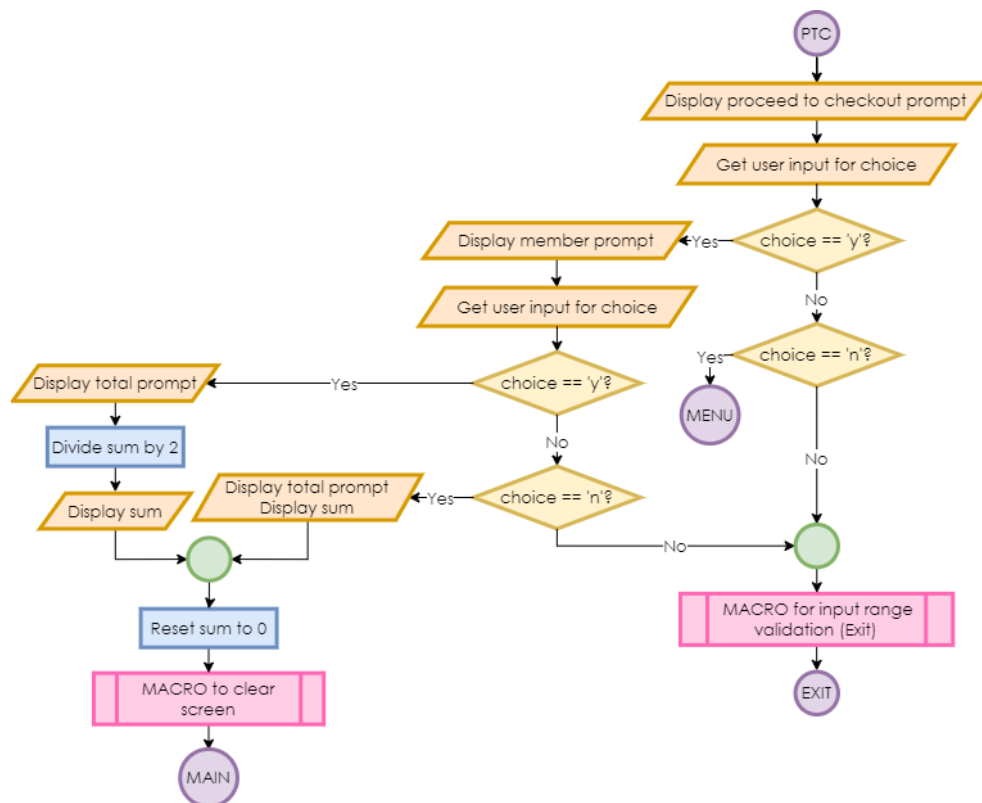 PTC
Display proceed to checkout prompt
Get user input for choice
choice == 'y'?
Yes
No
Display member prompt
Get user input for choice
choice == 'n'?
Yes
MENU
No
choice == 'y'?
Yes
No
Display total prompt
Divide sum by 2
Display sum
choice == 'n'?
Yes
No
Display total prompt
Display sum
Reset sum to 0
MACRO to clear
screen
MAIN
MACRO for input range
validation (Exit)
EXIT